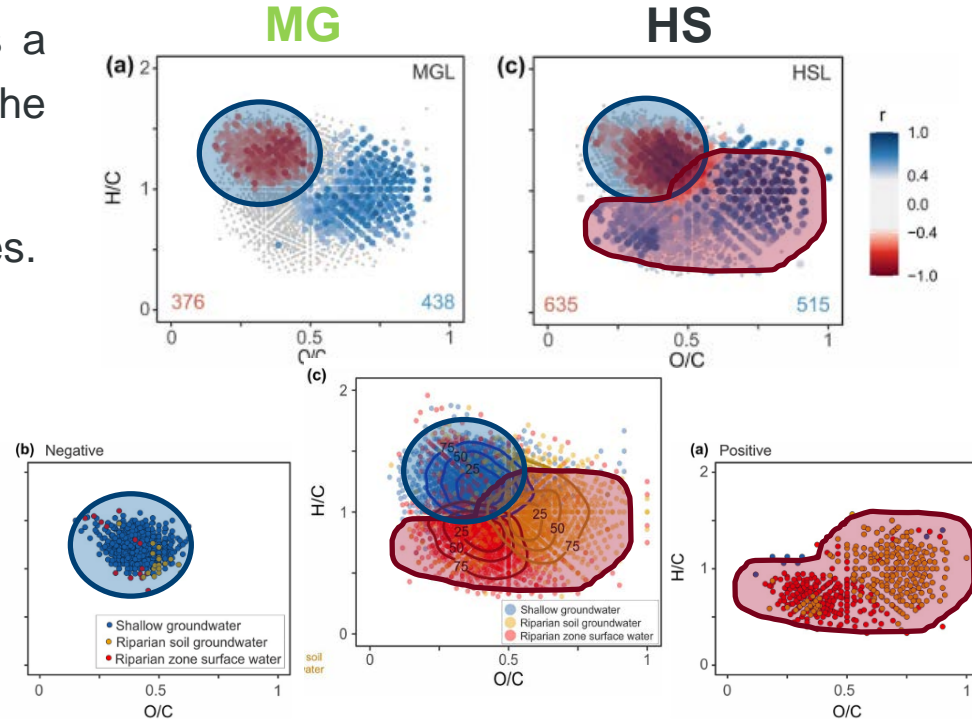 s a
the
es.
MG
HS
(a)
MGL
2
1
0
H/C
376
438
0
0.5
1
O/C
(c)
HSL
H/C
635
515
0
0.5
1
O/C
r
1.0
0.4
0.0
−0.4
−1.0
(b) Negative
Shallow groundwater
Riparian soil groundwater
Riparian zone surface water
0
0.5
1
O/C
soil
(c)
2
1
0
H/C
75
50
25
25
50
75
25
50
75
Shallow groundwater
Riparian soil groundwater
Riparian zone surface water
0
0.5
1
O/C
(a) Positive
2
1
0
H/C
0
0.5
1
O/C